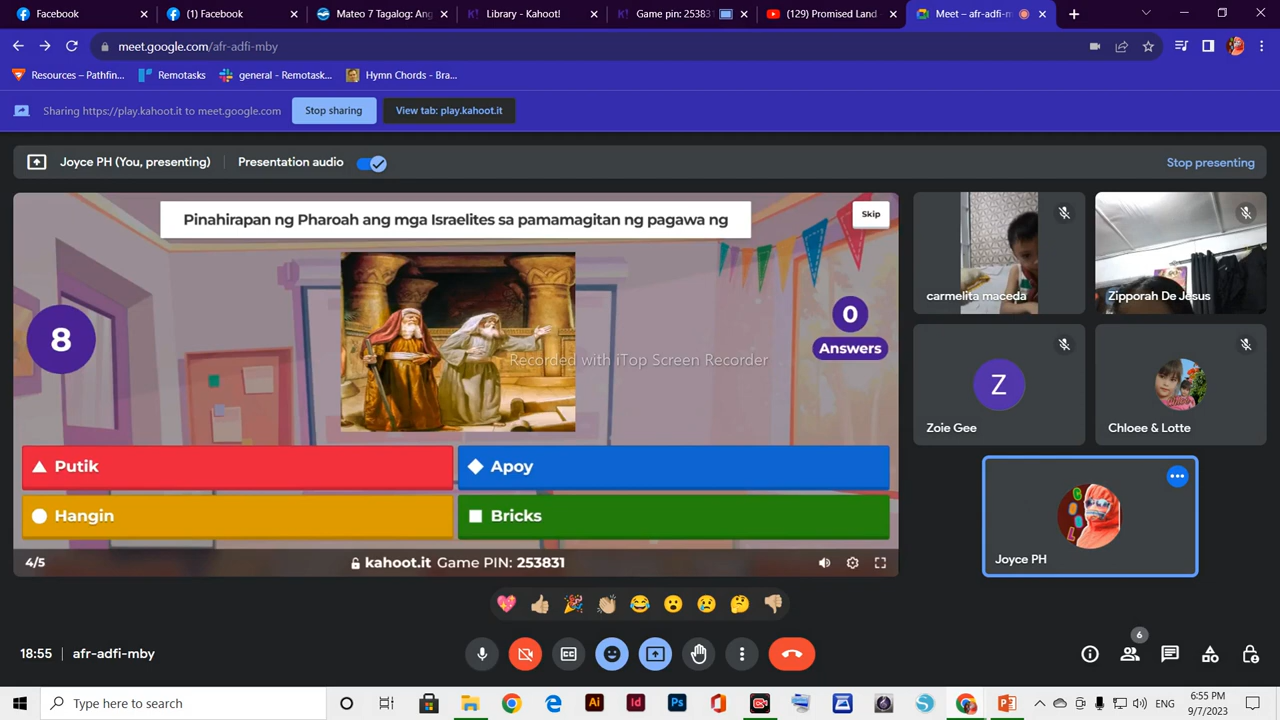 Facebook
(1) Facebook
Mateo 7 Tagalog: Ang
Library - Kahoot!
Game pin: 253831
(129) Promised Land
Meet – afr-adfi-m
meet.google.com/afr-adfi-mby
Resources – Pathfin...
Remotasks
general - Remotask...
Hymn Chords - Bra...
Sharing https://play.kahoot.it to meet.google.com
Stop sharing
View tab: play.kahoot.it
Joyce PH (You, presenting)
Presentation audio
Stop presenting
Pinahirapan ng Pharoah ang mga Israelites sa pamamagitan ng pagawa ng
Skip
8
0
Answers
Recorded with iTop Screen Recorder
Putik
Apoy
Hangin
Bricks
4/5
kahoot.it Game PIN: 253831
carmelita maceda
Zipporah De Jesus
Z
Zoie Gee
Chloee & Lotte
Joyce PH
18:55
afr-adfi-mby
6
Type here to search
Ai
Id
Ps
ENG
6:55 PM
9/7/2023